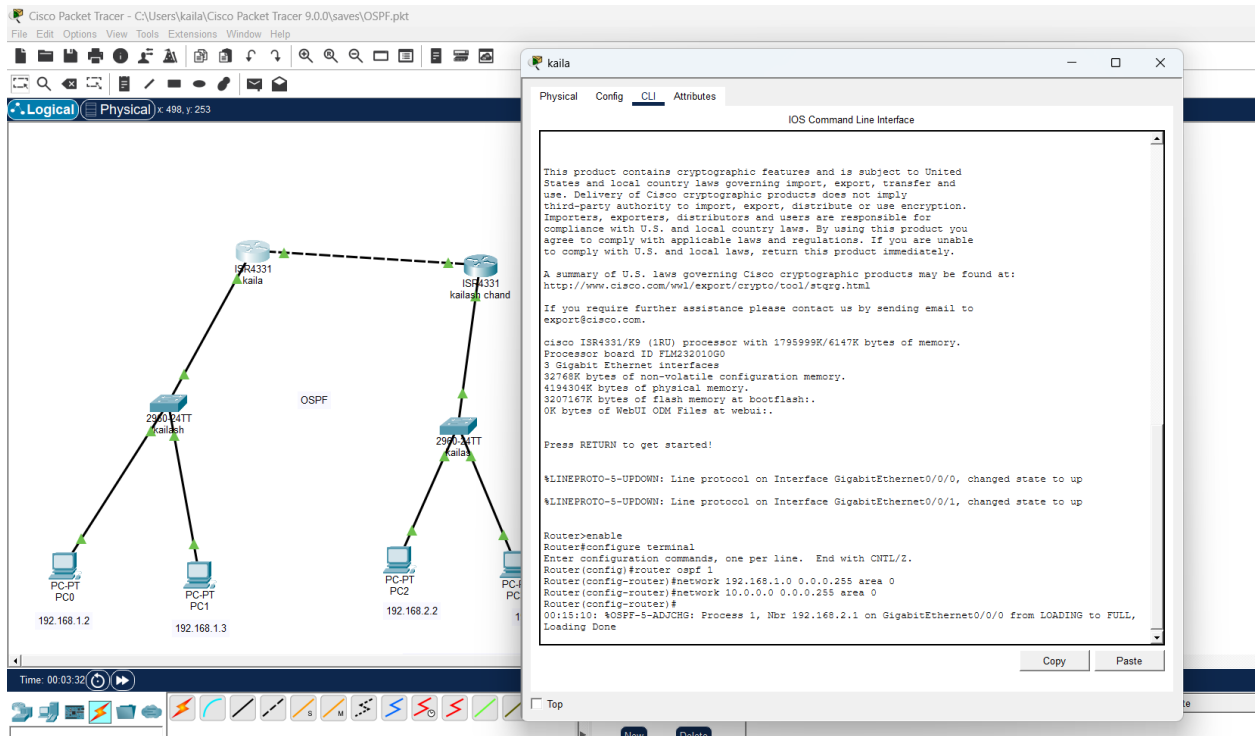 Cisco Packet Tracer - C:\Users\kaila\Cisco Packet Tracer 9.0.0\saves\OSPF.pkt
File Edit Options View Tools Extensions Window Help
Logical Physical x: 498, y: 253
ISR4331
kaila
ISR4331
kailash chand
OSPF
2960-24TT
kailash
2960-24TT
kailas
PC-PT
PC0
192.168.1.2
PC-PT
PC1
192.168.1.3
PC-PT
PC2
192.168.2.2
Time: 00:03:32
kaila
Physical Config CLI Attributes
IOS Command Line Interface
This product contains cryptographic features and is subject to United
States and local country laws governing import, export, transfer and
use. Delivery of Cisco cryptographic products does not imply
third-party authority to import, export, distribute or use encryption.
Importers, exporters, distributors and users are responsible for
compliance with U.S. and local country laws. By using this product you
agree to comply with applicable laws and regulations. If you are unable
to comply with U.S. and local laws, return this product immediately.
A summary of U.S. laws governing Cisco cryptographic products may be found at:
http://www.cisco.com/wwl/export/crypto/tool/stqrg.html
If you require further assistance please contact us by sending email to
export@cisco.com.
cisco ISR4331/K9 (1RU) processor with 1795999K/6147K bytes of memory.
Processor board ID FLM232010G0
3 Gigabit Ethernet interfaces
32768K bytes of non-volatile configuration memory.
4194304K bytes of physical memory.
3207167K bytes of flash memory at bootflash:.
0K bytes of WebUI ODM Files at webui:.
Press RETURN to get started!
%LINEPROTO-5-UPDOWN: Line protocol on Interface GigabitEthernet0/0/0, changed state to up
%LINEPROTO-5-UPDOWN: Line protocol on Interface GigabitEthernet0/0/1, changed state to up
Router>enable
Router#configure terminal
Enter configuration commands, one per line. End with CNTL/Z.
Router(config)#router ospf 1
Router(config-router)#network 192.168.1.0 0.0.0.255 area 0
Router(config-router)#network 10.0.0.0 0.0.0.255 area 0
Router(config-router)#
00:15:10: %OSPF-5-ADJCHG: Process 1, Nbr 192.168.2.1 on GigabitEthernet0/0/0 from LOADING to FULL,
Loading Done
Copy Paste
Top
New Delete